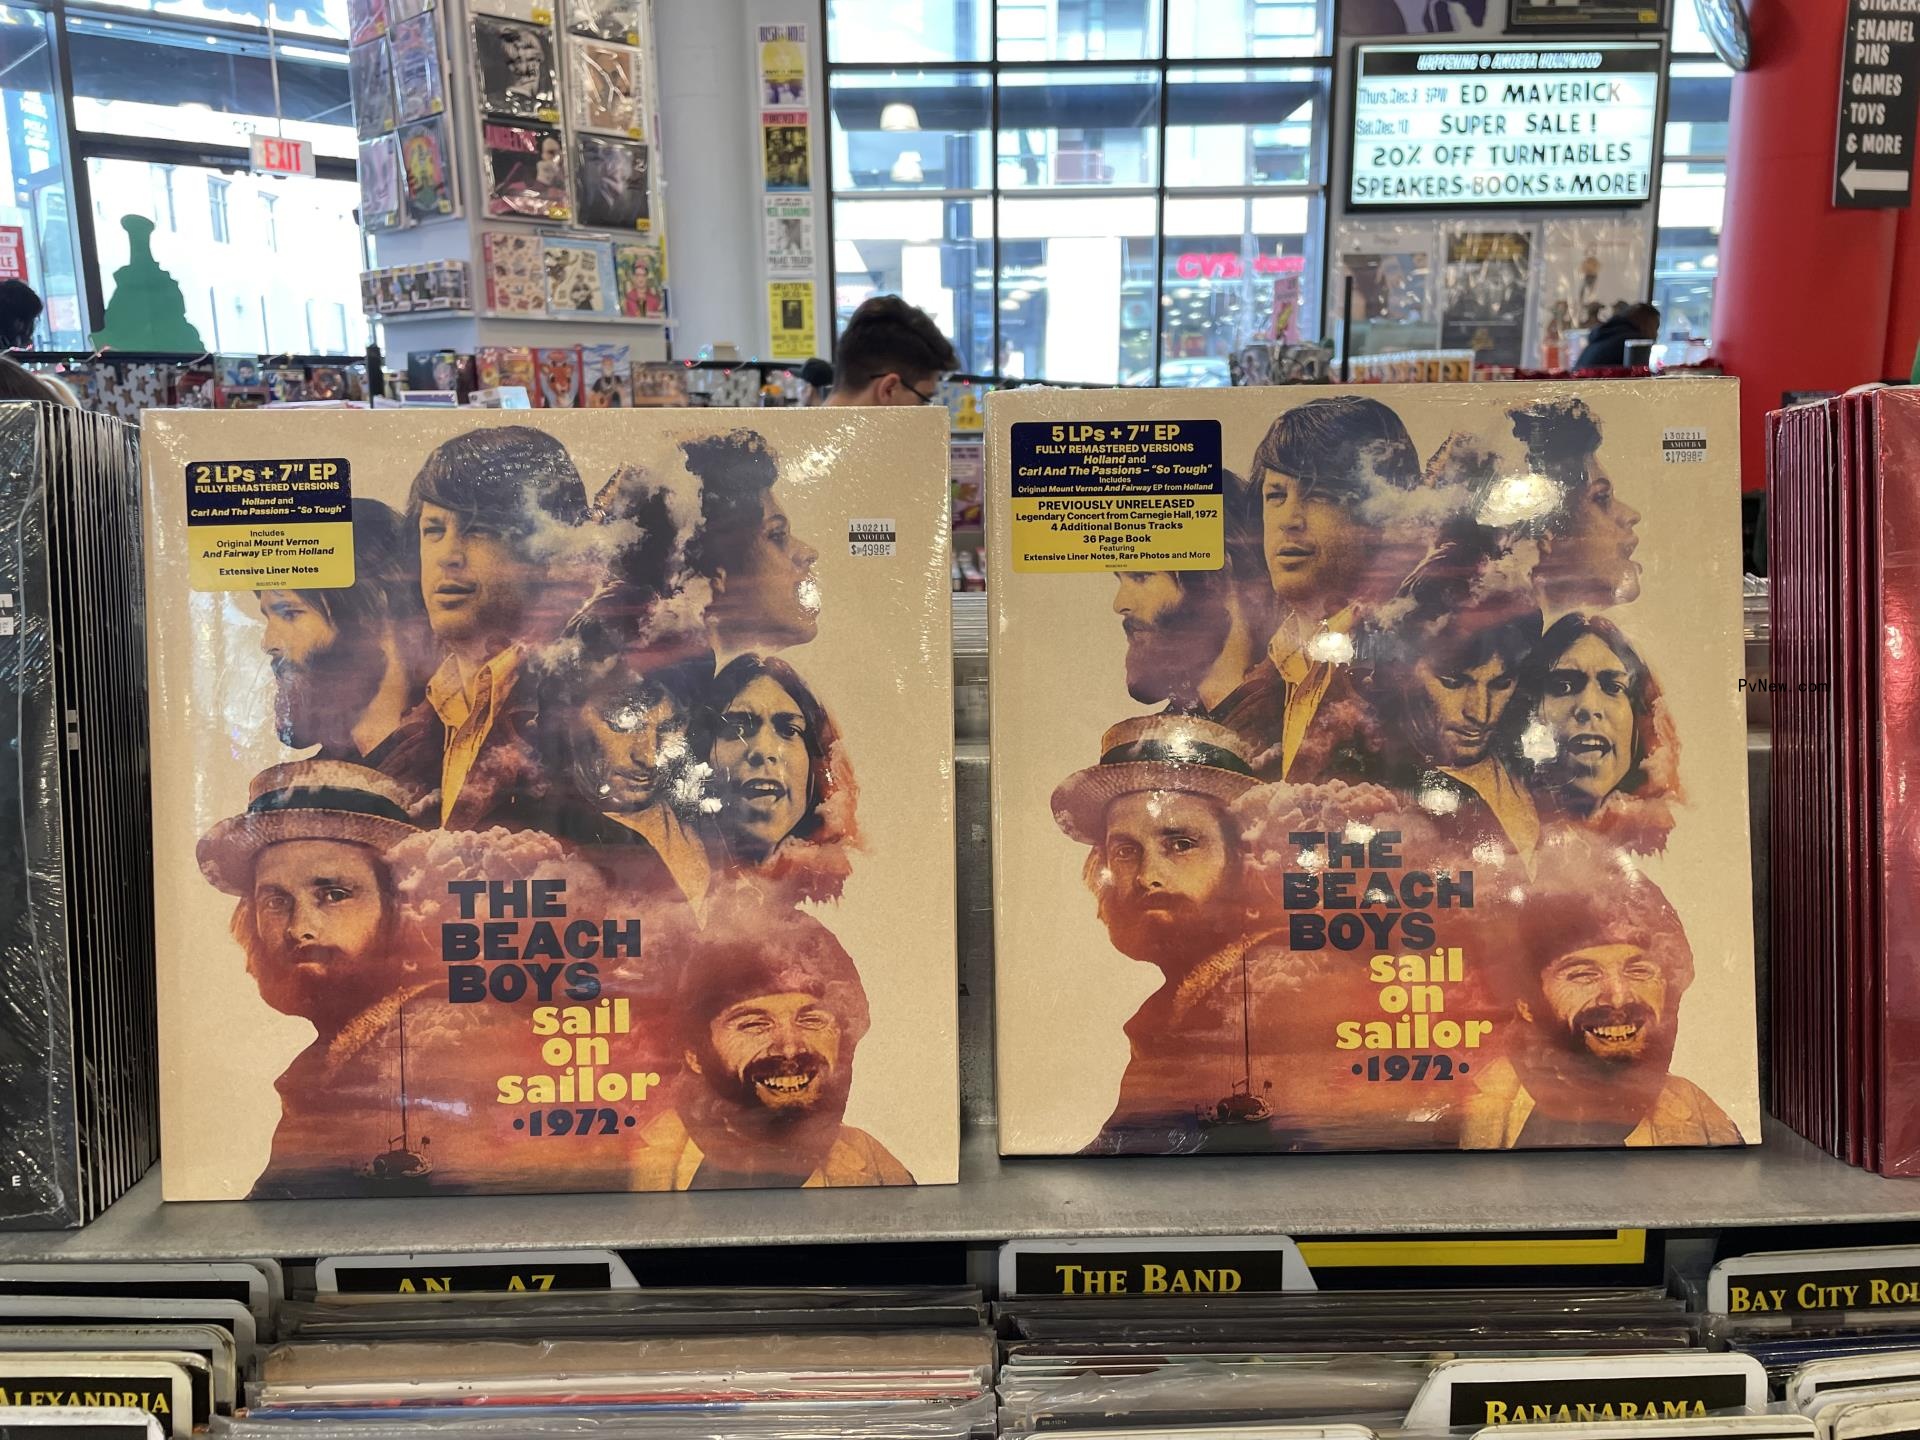 EXIT
HAPPENING @ AMOEBA HOLLYWOOD
ED MAVERICK
SUPER SALE!
20% OFF TURNTABLES
SPEAKERS•BOOKS&MORE!
STICKERS
• ENAMEL
PINS
• GAMES
TOYS
& MORE
CVS
2 LPs + 7" EP
FULLY REMASTERED VERSIONS
Holland and
Carl And The Passions – "So Tough"
Includes
Original Mount Vernon
And Fairway EP from Holland
Extensive Liner Notes
1302211
AMOEBA
$*4998
THE
BEACH
BOYS
sail
on
sailor
•1972•
5 LPs + 7" EP
FULLY REMASTERED VERSIONS
Holland and
Carl And The Passions – "So Tough"
Includes
Original Mount Vernon And Fairway EP from Holland
PREVIOUSLY UNRELEASED
Legendary Concert from Carnegie Hall, 1972
4 Additional Bonus Tracks
36 Page Book
Featuring
Extensive Liner Notes, Rare Photos and More
1302211
AMOEBA
$17998
THE
BEACH
BOYS
sail
on
sailor
•1972•
PvNew.com
AN - AZ
THE BAND
BAY CITY ROL
ALEXANDRIA
BANANARAMA